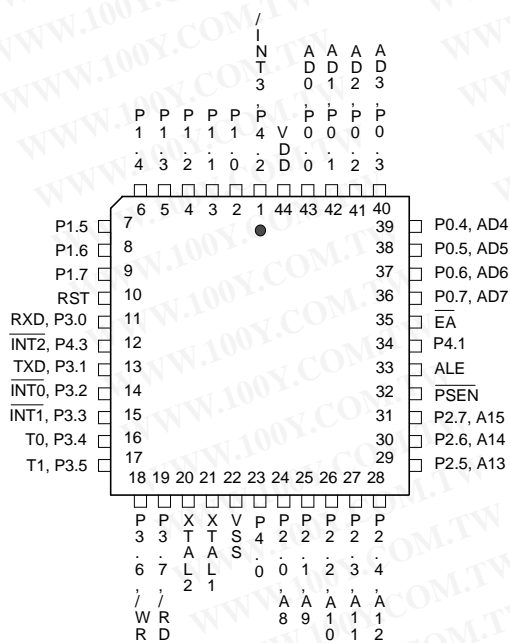 P1.4
P1.3
P1.2
P1.1
P1.0
/INT3, P4.2
VDD
AD0, P0.0
AD1, P0.1
AD2, P0.2
AD3, P0.3
6 5 4 3 2 1 44 43 42 41 40
P1.5 7
P1.6 8
P1.7 9
RST 10
RXD, P3.0 11
INT2, P4.3 12
TXD, P3.1 13
INT0, P3.2 14
INT1, P3.3 15
T0, P3.4 16
T1, P3.5 17
39 P0.4, AD4
38 P0.5, AD5
37 P0.6, AD6
36 P0.7, AD7
35 EA
34 P4.1
33 ALE
32 PSEN
31 P2.7, A15
30 P2.6, A14
29 P2.5, A13
18 19 20 21 22 23 24 25 26 27 28
P3.6, /WR
P3.7, /RD
XTAL2
XTAL1
VSS
P4.0
P2.0, A8
P2.1, A9
P2.2, A10
P2.3, A11
P2.4, A12
WWW.100Y.COM.TW